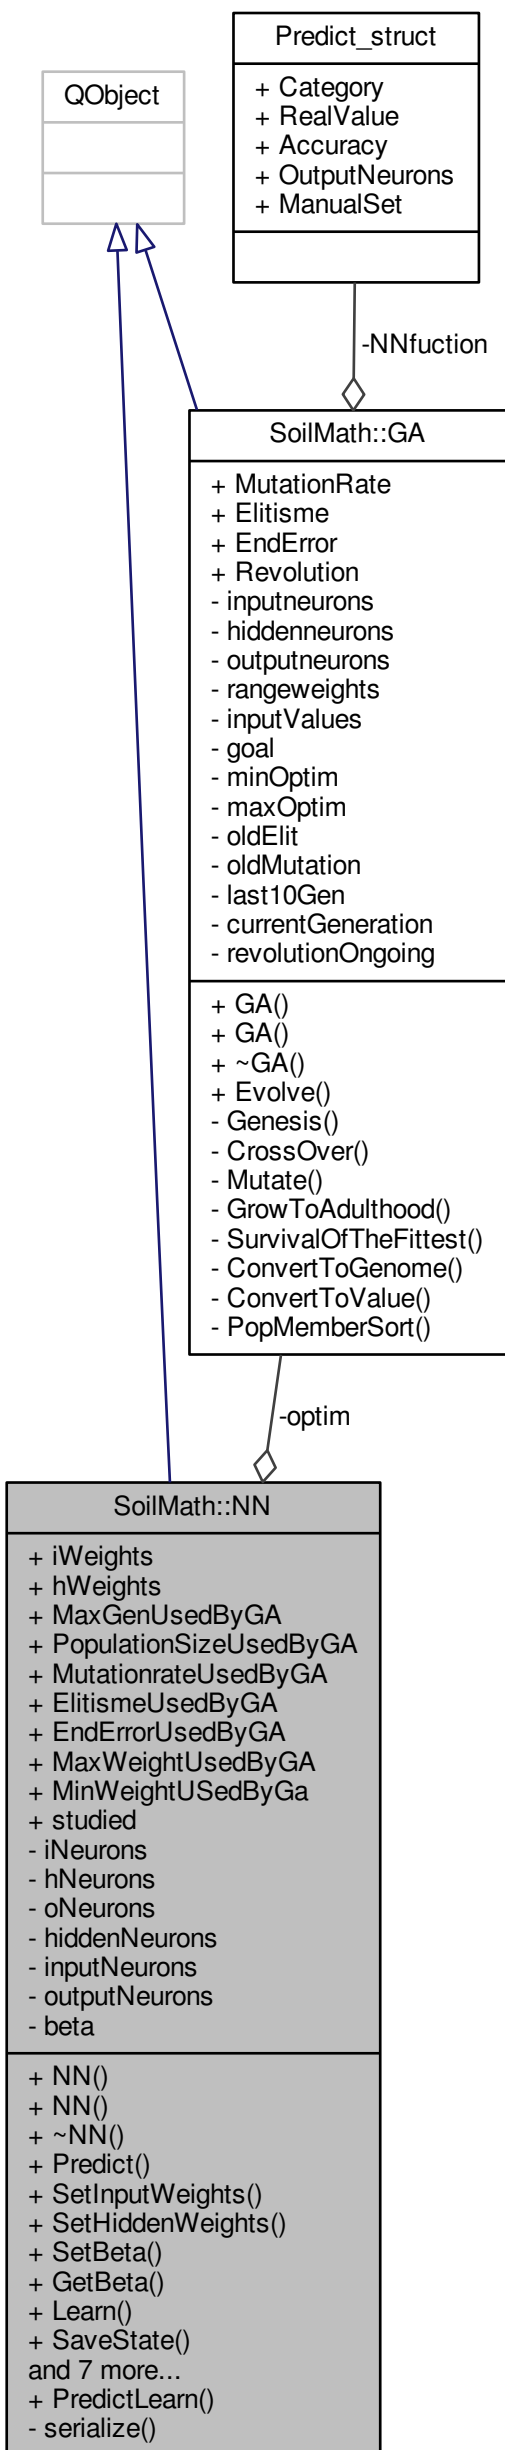 Predict_struct
+ Category
+ RealValue
+ Accuracy
+ OutputNeurons
+ ManualSet
QObject
-NNfuction
SoilMath::GA
+ MutationRate
+ Elitisme
+ EndError
+ Revolution
- inputneurons
- hiddenneurons
- outputneurons
- rangeweights
- inputValues
- goal
- minOptim
- maxOptim
- oldElit
- oldMutation
- last10Gen
- currentGeneration
- revolutionOngoing
+ GA()
+ GA()
+ ~GA()
+ Evolve()
- Genesis()
- CrossOver()
- Mutate()
- GrowToAdulthood()
- SurvivalOfTheFittest()
- ConvertToGenome()
- ConvertToValue()
- PopMemberSort()
-optim
SoilMath::NN
+ iWeights
+ hWeights
+ MaxGenUsedByGA
+ PopulationSizeUsedByGA
+ MutationrateUsedByGA
+ ElitismeUsedByGA
+ EndErrorUsedByGA
+ MaxWeightUsedByGA
+ MinWeightUSedByGa
+ studied
- iNeurons
- hNeurons
- oNeurons
- hiddenNeurons
- inputNeurons
- outputNeurons
- beta
+ NN()
+ NN()
+ ~NN()
+ Predict()
+ SetInputWeights()
+ SetHiddenWeights()
+ SetBeta()
+ GetBeta()
+ Learn()
+ SaveState()
and 7 more...
+ PredictLearn()
- serialize()